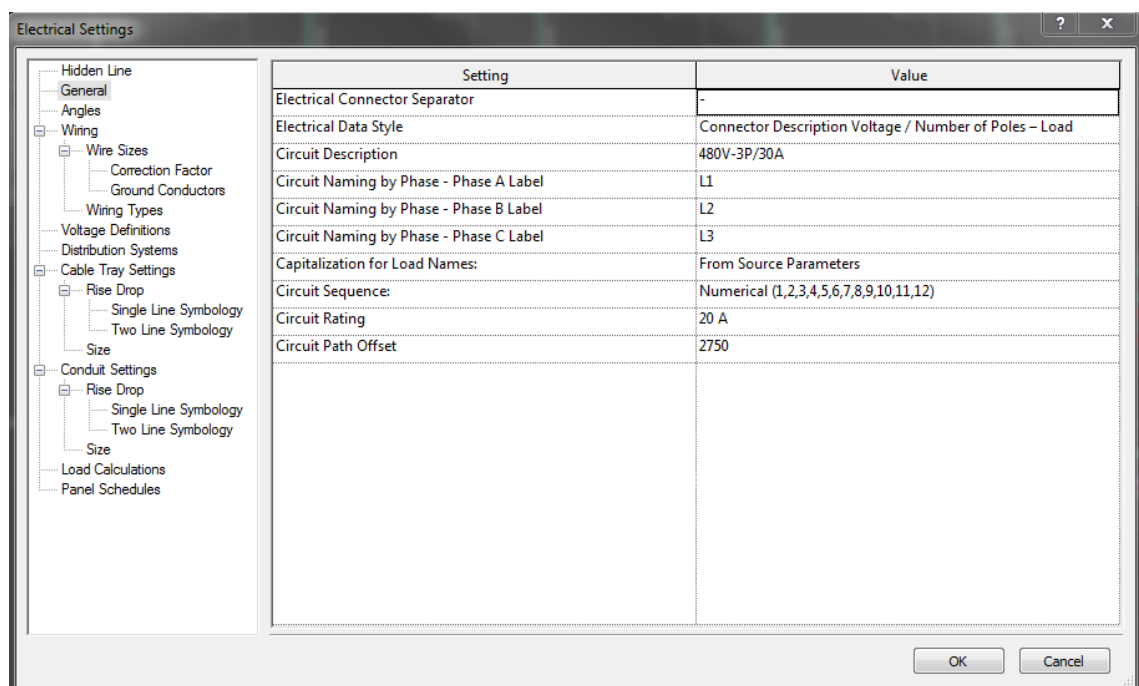 Electrical Settings
? x
Hidden Line
General
Angles
Wiring
Wire Sizes
Correction Factor
Ground Conductors
Wiring Types
Voltage Definitions
Distribution Systems
Cable Tray Settings
Rise Drop
Single Line Symbology
Two Line Symbology
Size
Conduit Settings
Rise Drop
Single Line Symbology
Two Line Symbology
Size
Load Calculations
Panel Schedules
Setting Value
Electrical Connector Separator -
Electrical Data Style Connector Description Voltage / Number of Poles – Load
Circuit Description 480V-3P/30A
Circuit Naming by Phase - Phase A Label L1
Circuit Naming by Phase - Phase B Label L2
Circuit Naming by Phase - Phase C Label L3
Capitalization for Load Names: From Source Parameters
Circuit Sequence: Numerical (1,2,3,4,5,6,7,8,9,10,11,12)
Circuit Rating 20 A
Circuit Path Offset 2750
OK Cancel